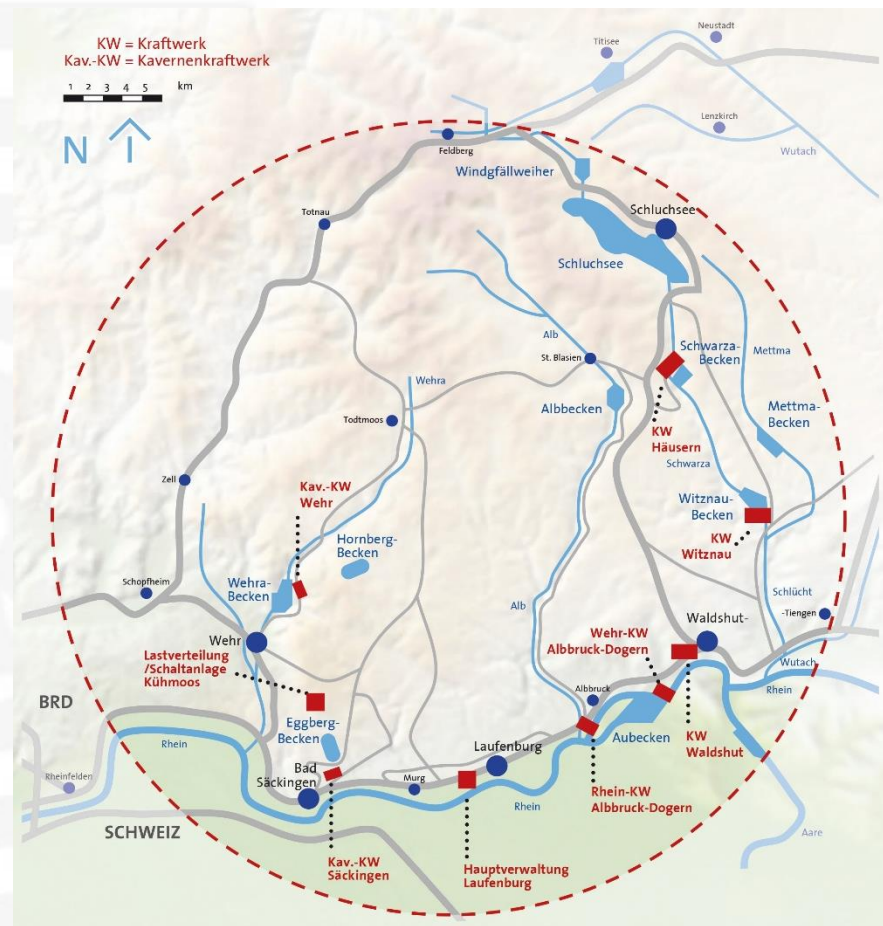 KW = Kraftwerk
Kav.-KW = Kavernenkraftwerk
1 2 3 4 5 km
N
Neustadt
Titisee
Lenzkirch
Wutach
Feldberg
Windgfällweiher
Totnau
Schluchsee
Schluchsee
Alb
St. Blasien
Schwarza-
Becken
Mettma
Wehra
Albbecken
Mettma-
Becken
Todtmoos
KW
Häusern
Schwarza
Zell
Kav.-KW
Wehr
Witznau-
Becken
Hornberg-
Becken
KW
Witznau
Wehra-
Becken
Schopfheim
Alb
Schlücht
-Tiengen
Wehr
Waldshut-
Wehr-KW
Albbruck-Dogern
Lastverteilung
/Schaltanlage
Kühmoos
Wutach
Rhein
BRD
Albbruck
Eggberg-
Becken
Aubecken
Rhein
KW
Waldshut
Laufenburg
Bad
Säckingen
Rheinfelden
Murg
Rhein
Rhein-KW
Albbruck-Dogern
SCHWEIZ
Aare
Kav.-KW
Säckingen
Hauptverwaltung
Laufenburg